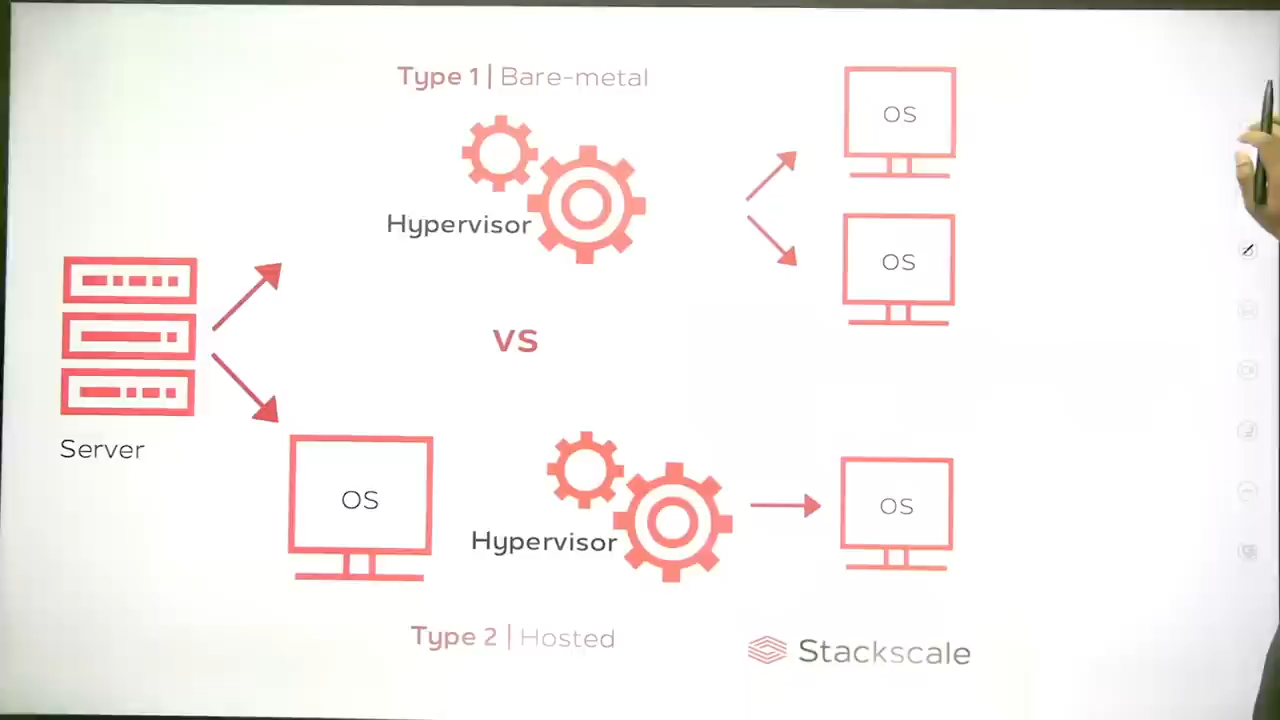 Type 1 | Bare-metal
OS
Hypervisor
OS
VS
Server
OS
Hypervisor
OS
Type 2 | Hosted
Stackscale